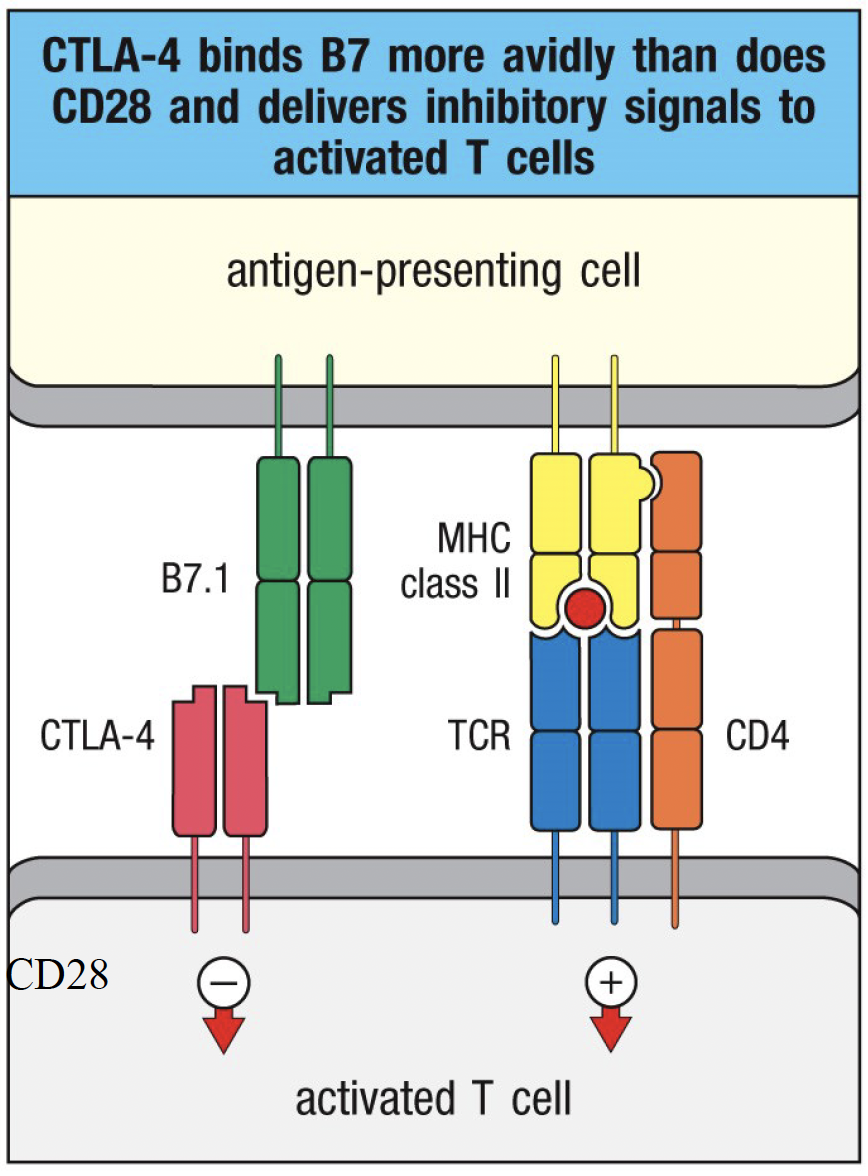 CTLA-4 binds B7 more avidly than does
CD28 and delivers inhibitory signals to
activated T cells
antigen-presenting cell
B7.1
MHC
class II
CTLA-4
TCR
CD4
CD28
−
+
activated T cell